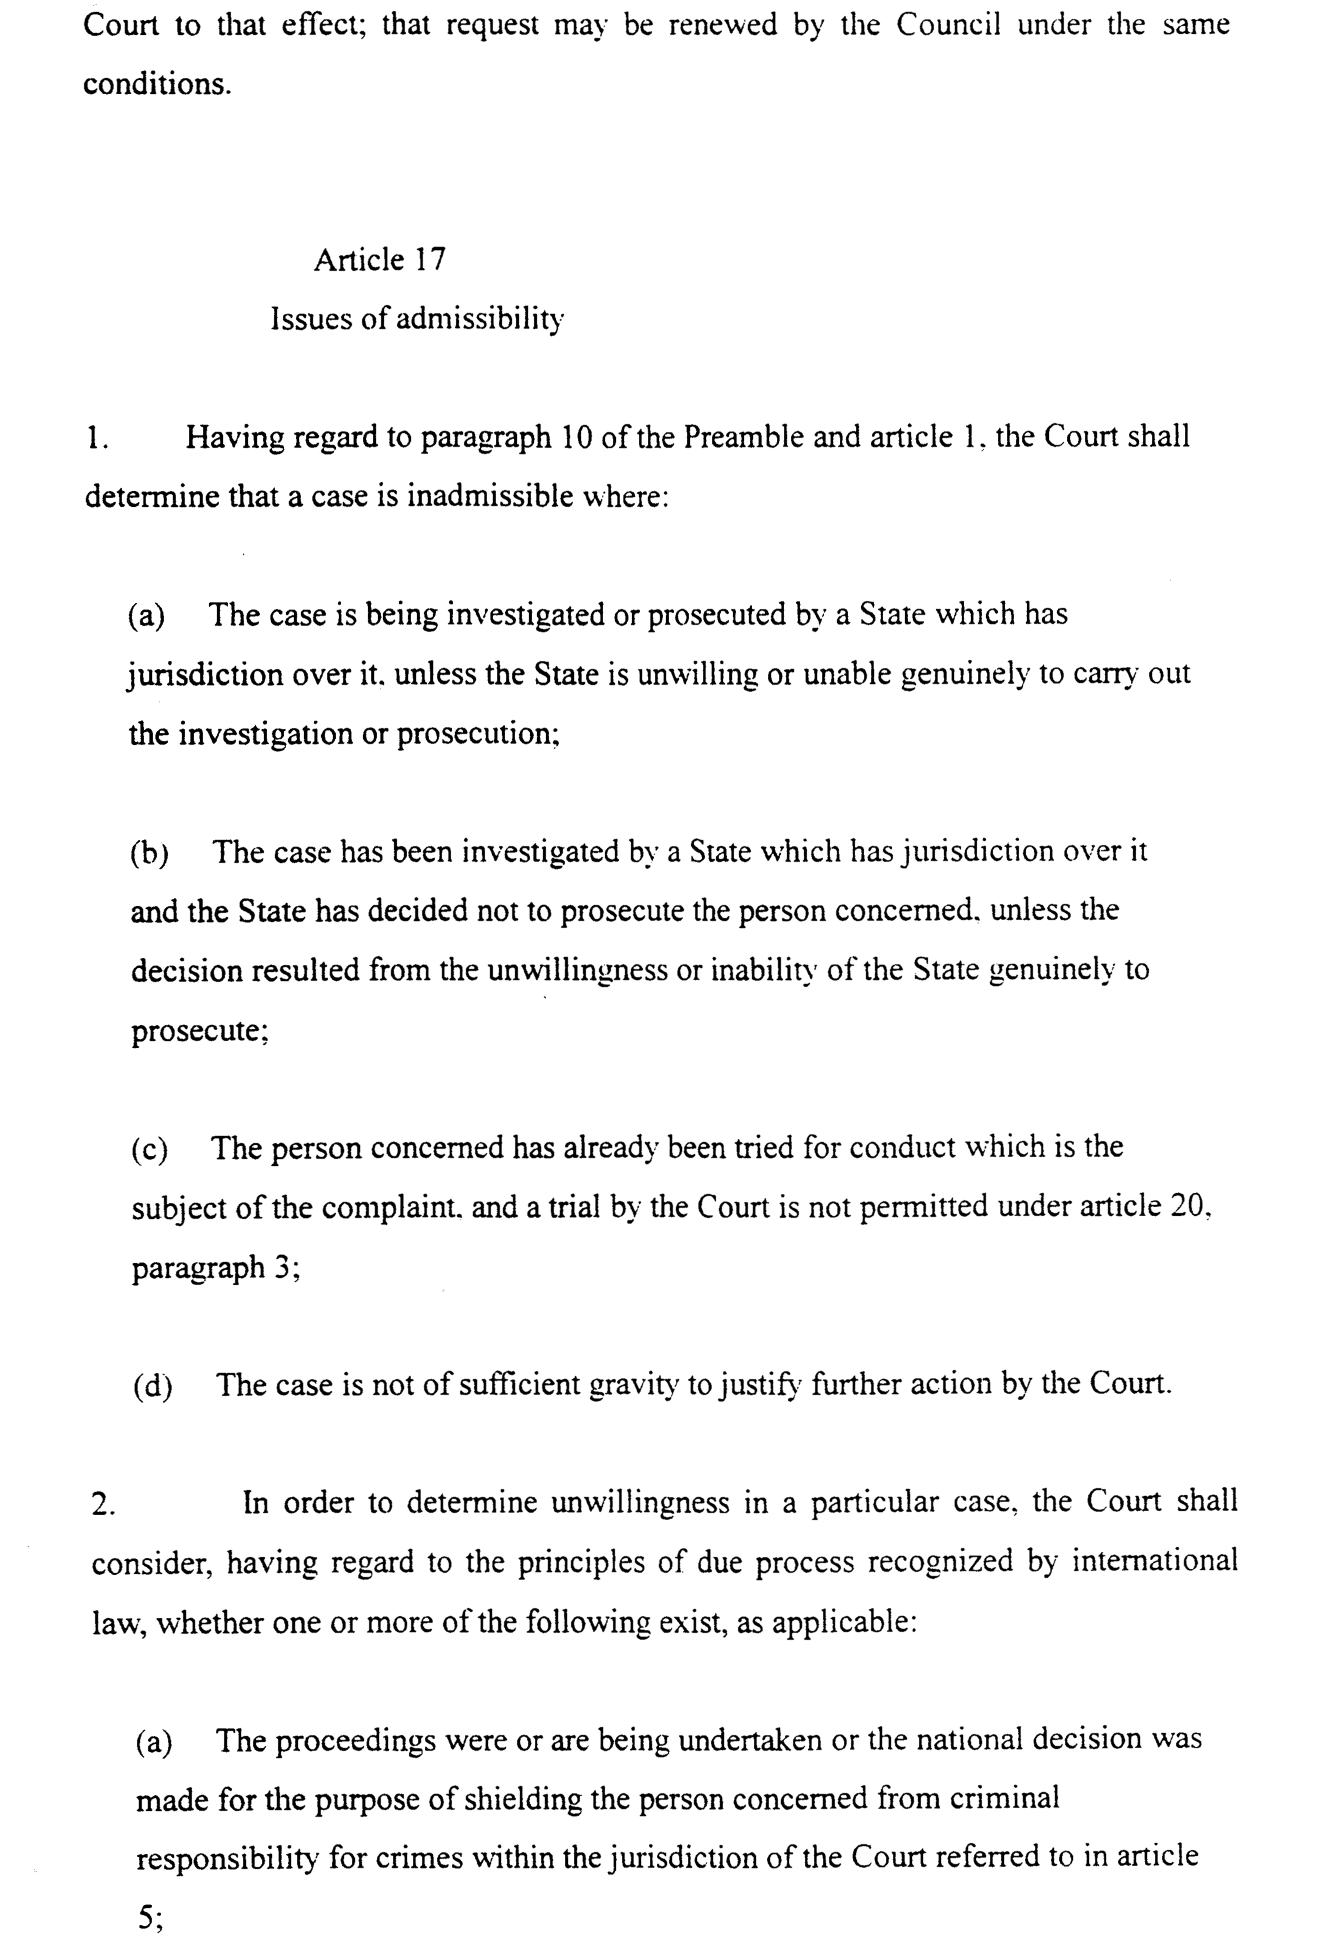 Court to that effect; that request may be renewed by the Council under the same
conditions.
Article 17
Issues of admissibility
1. Having regard to paragraph 10 of the Preamble and article 1, the Court shall
determine that a case is inadmissible where:
(a) The case is being investigated or prosecuted by a State which has
jurisdiction over it, unless the State is unwilling or unable genuinely to carry out
the investigation or prosecution;
(b) The case has been investigated by a State which has jurisdiction over it
and the State has decided not to prosecute the person concerned, unless the
decision resulted from the unwillingness or inability of the State genuinely to
prosecute;
(c) The person concerned has already been tried for conduct which is the
subject of the complaint, and a trial by the Court is not permitted under article 20,
paragraph 3;
(d) The case is not of sufficient gravity to justify further action by the Court.
2. In order to determine unwillingness in a particular case, the Court shall
consider, having regard to the principles of due process recognized by international
law, whether one or more of the following exist, as applicable:
(a) The proceedings were or are being undertaken or the national decision was
made for the purpose of shielding the person concerned from criminal
responsibility for crimes within the jurisdiction of the Court referred to in article
5;